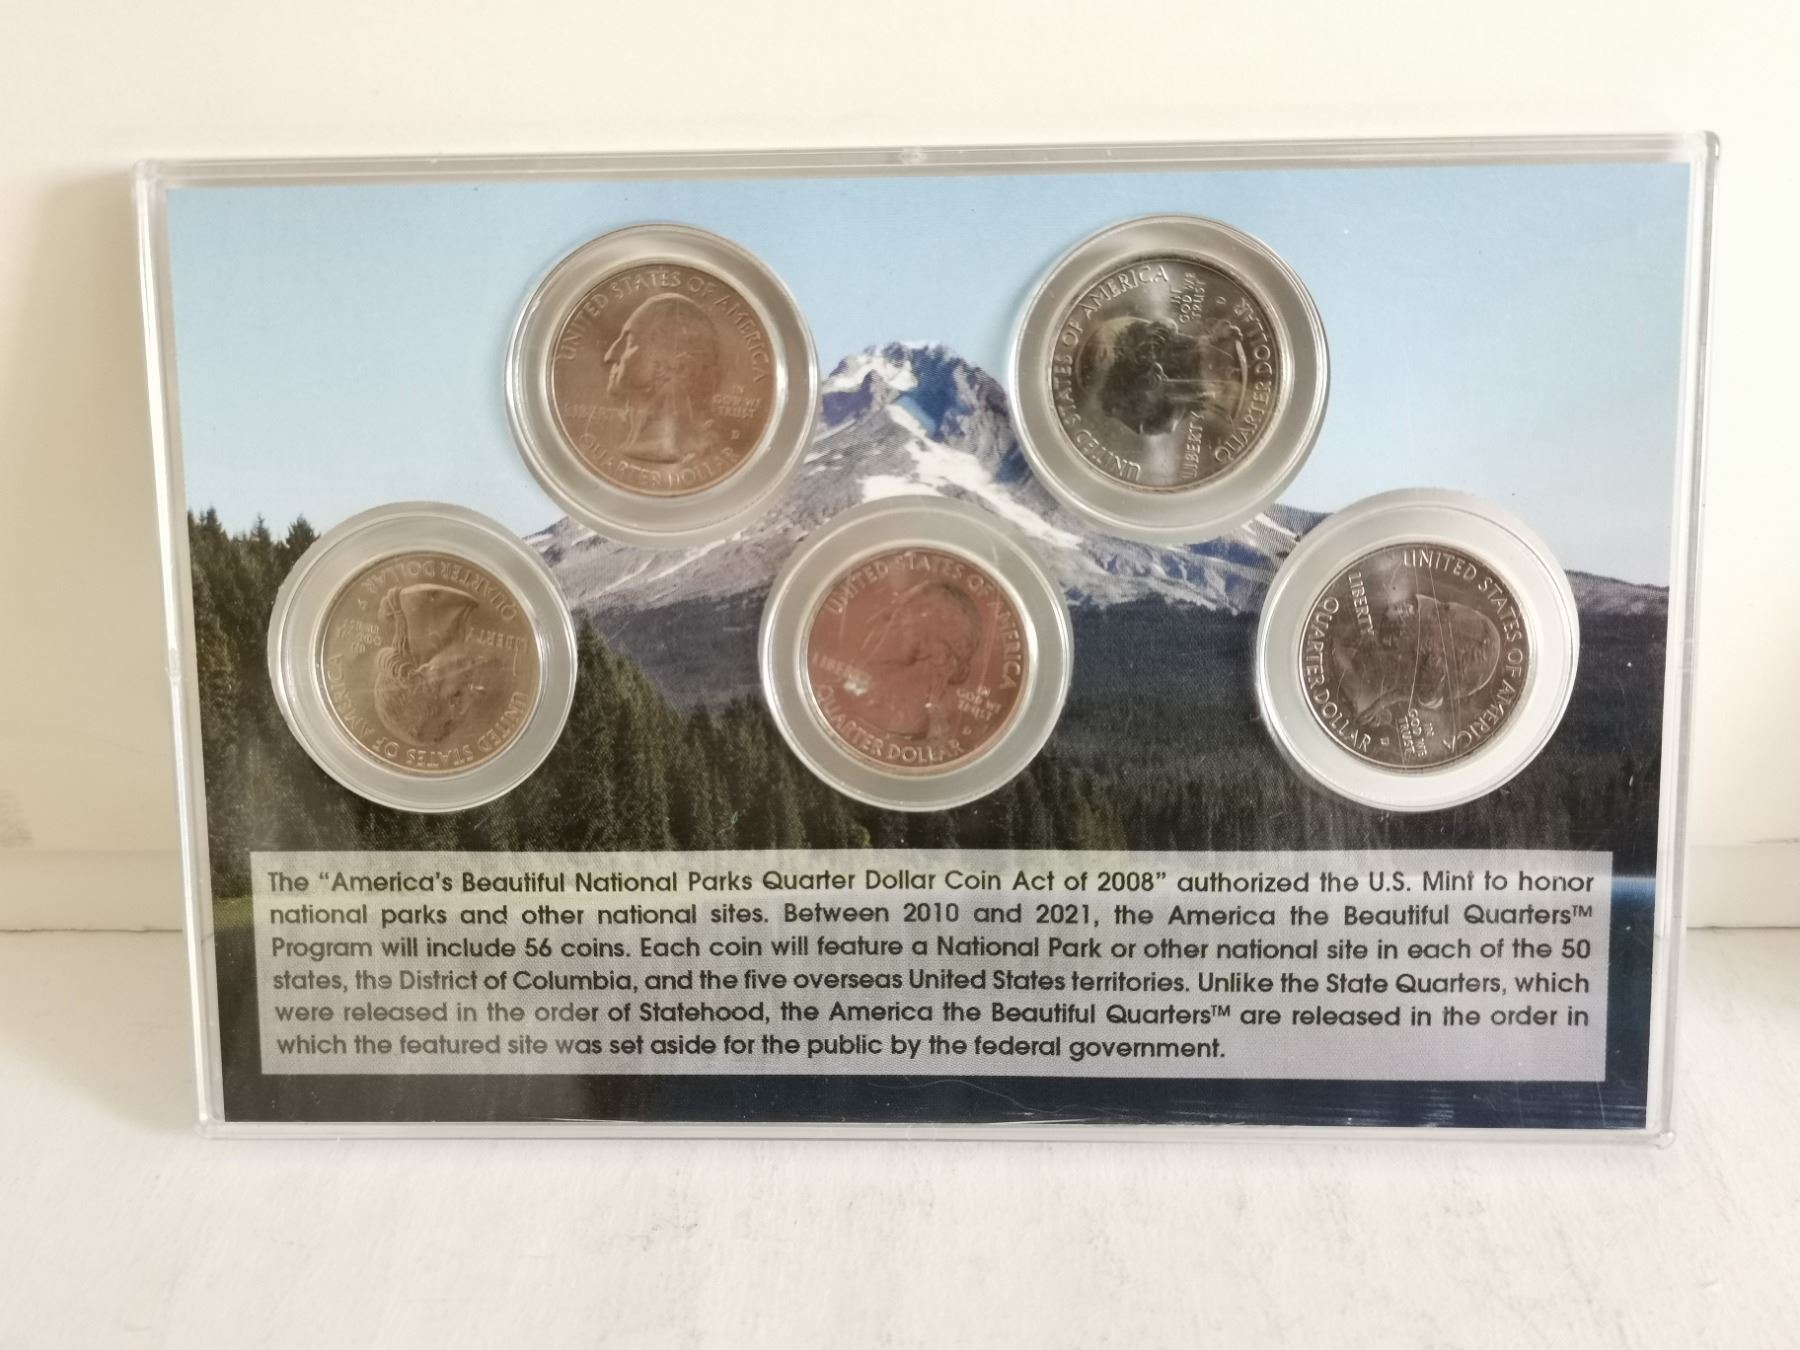 UNITED STATES OF AMERICA
LIBERTY
IN
GOD WE
TRUST
D
QUARTER DOLLAR
UNITED STATES OF AMERICA
IN
GOD WE
TRUST
LIBERTY
D
QUARTER DOLLAR
UNITED STATES OF AMERICA
LIBERTY
IN
GOD WE
TRUST
QUARTER DOLLAR
UNITED STATES OF AMERICA
LIBERTY
IN
GOD WE
TRUST
D
QUARTER DOLLAR
UNITED STATES OF AMERICA
LIBERTY
IN
GOD WE
TRUST
QUARTER DOLLAR
The “America's Beautiful National Parks Quarter Dollar Coin Act of 2008” authorized the U.S. Mint to honor
national parks and other national sites. Between 2010 and 2021, the America the Beautiful Quarters™
Program will include 56 coins. Each coin will feature a National Park or other national site in each of the 50
states, the District of Columbia, and the five overseas United States territories. Unlike the State Quarters, which
were released in the order of Statehood, the America the Beautiful Quarters™ are released in the order in
which the featured site was set aside for the public by the federal government.